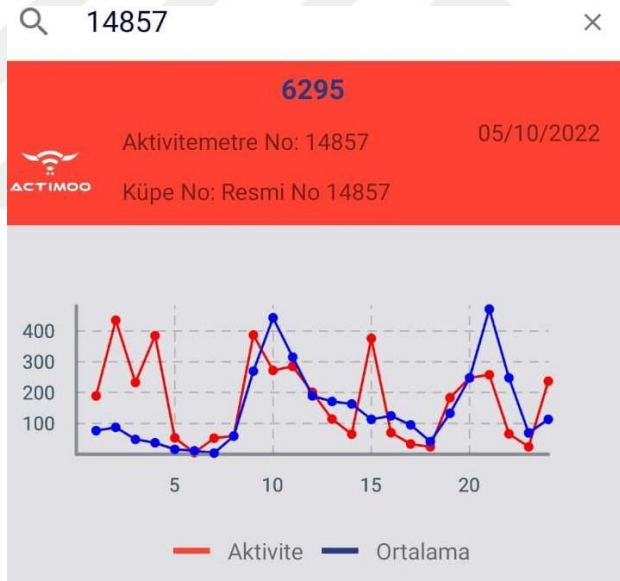 14857
6295
Aktivitemetre No: 14857
05/10/2022
ACTIMOO
Küpe No: Resmi No 14857
400
300
200
100
5 10 15 20
Aktivite Ortalama